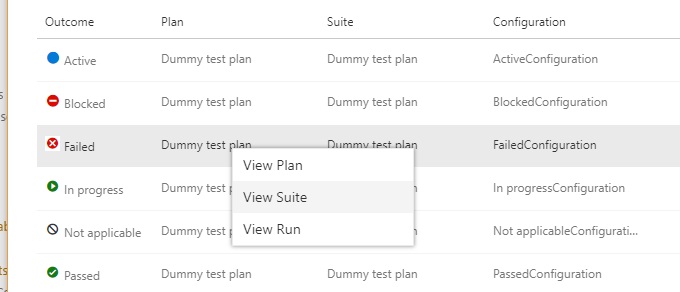 Outcome Plan Suite Configuration
Active Dummy test plan Dummy test plan ActiveConfiguration
Blocked Dummy test plan Dummy test plan BlockedConfiguration
Failed Dummy test plan Dummy test plan FailedConfiguration
View Plan
In progress Dummy test plan In progressConfiguration
View Suite
Not applicable Dummy test Not applicableConfigurati...
View Run
Passed Dummy test plan Dummy test plan PassedConfiguration